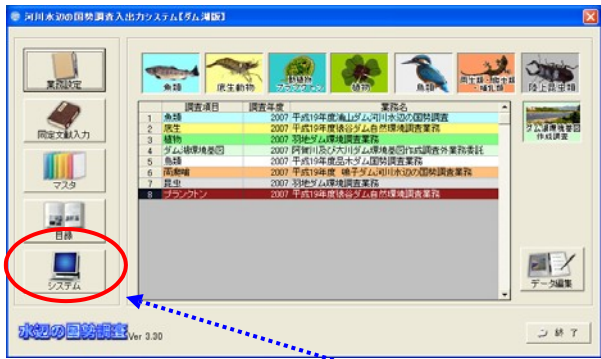 河川水辺の国勢調査入出力システム【ダム湖版】
業務設定
同定文献入力
マスタ
目録
システム
魚類
底生動物
動植物プランクトン
植物
鳥類
両生類・爬虫類・哺乳類
陸上昆虫類
調査項目 調査年度 業務名
1 魚類 2007 平成19年度浦山ダム河川水辺の国勢調査
2 底生 2007 平成19年度猿谷ダム自然環境調査業務
3 植物 2007 羽地ダム環境調査業務
4 ダム湖環境基図 2007 阿賀川及び大川ダム環境基図作成調査外業務委託
5 鳥類 2007 平成19年度品木ダム国勢調査業務
6 両爬哺 2007 平成19年度 鳴子ダム河川水辺の国勢調査業務
7 昆虫 2007 羽地ダム環境調査業務
8 プランクトン 2007 平成19年度猿谷ダム自然環境調査業務
ダム湖環境基図
作成調査
データ編集
水辺の国勢調査 Ver 3.30
終了